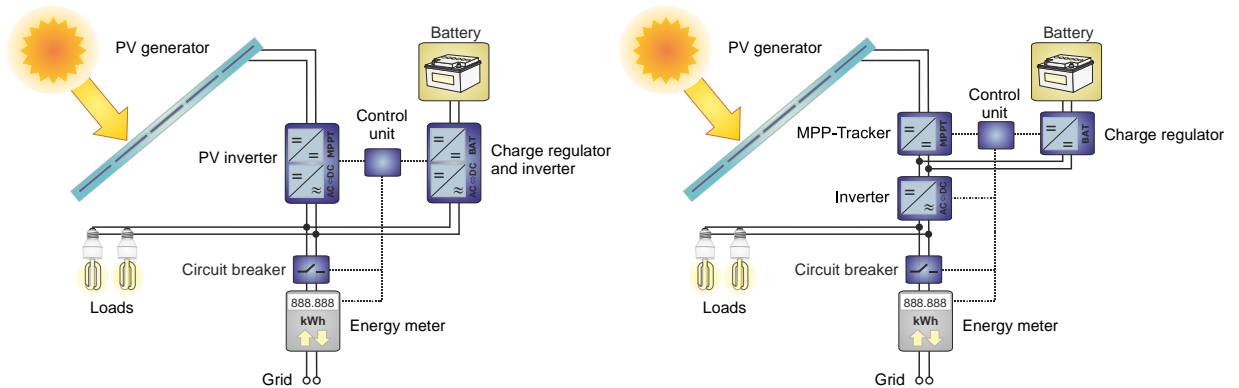 PV generator
Battery
Control
unit
MPPT
BAT
PV inverter
Charge regulator
and inverter
AC⇔DC
AC⇔DC
Circuit breaker
Loads
888.888
kWh
Energy meter
Grid
PV generator
Battery
Control
unit
MPP-Tracker
MPPT
BAT
Charge regulator
Inverter
AC⇔DC
Circuit breaker
Loads
888.888
kWh
Energy meter
Grid